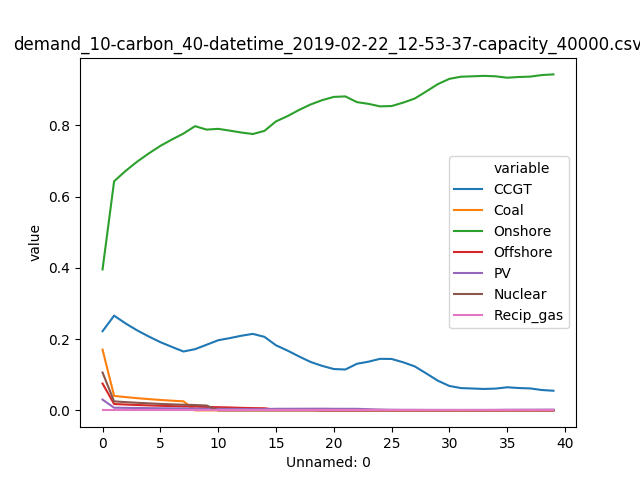 demand_10-carbon_40-datetime_2019-02-22_12-53-37-capacity_40000.csv
value
0.8
0.6
0.4
0.2
0.0
variable
CCGT
Coal
Onshore
Offshore
PV
Nuclear
Recip_gas
0 5 10 15 20 25 30 35 40
Unnamed: 0